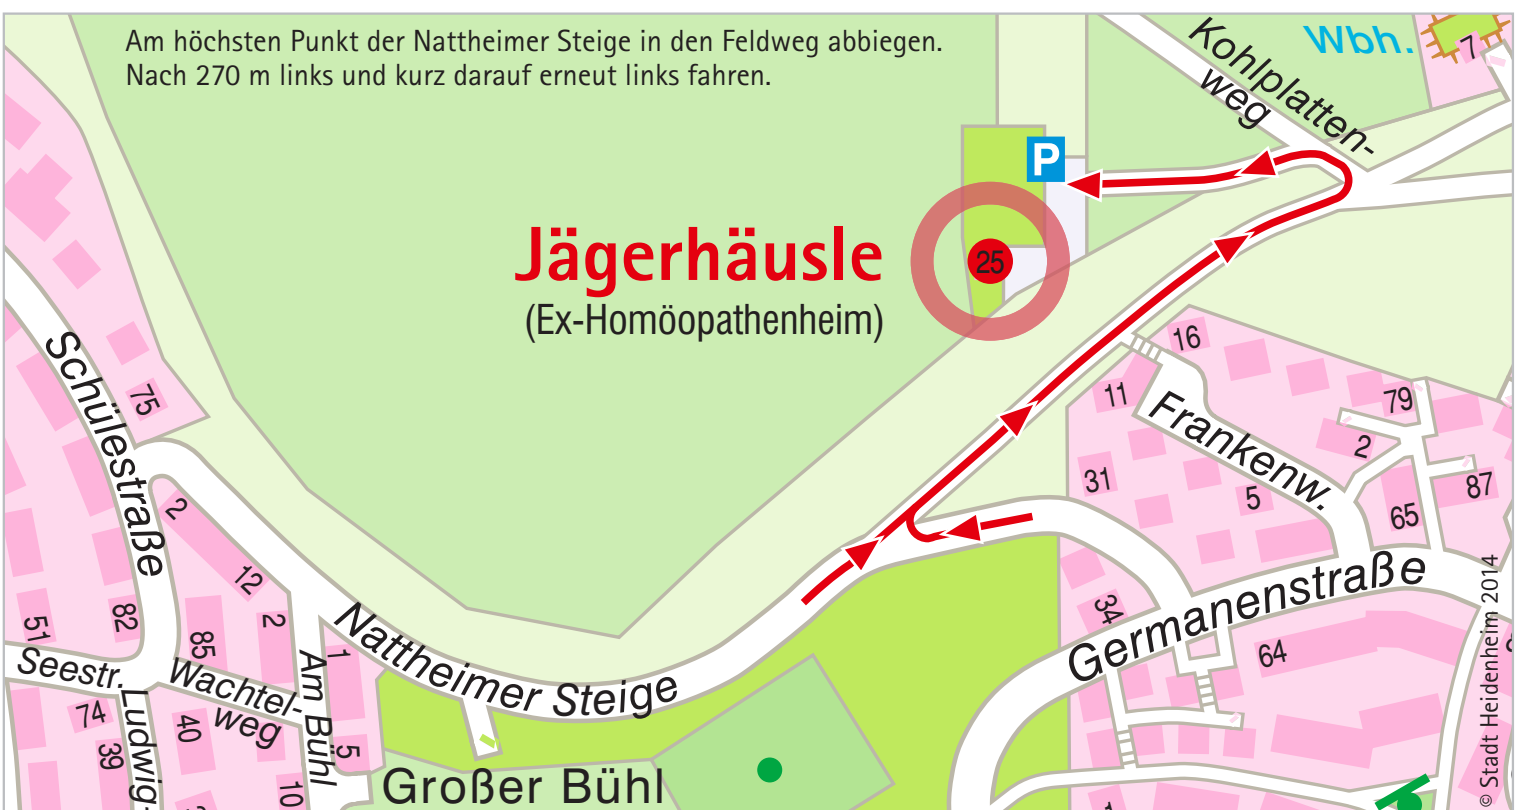 Am höchsten Punkt der Nattheimer Steige in den Feldweg abbiegen.
Nach 270 m links und kurz darauf erneut links fahren.
Kohlplatten-
weg
Wbh.
7
P
Jägerhäusle
(Ex-Homöopathenheim)
25
16
11
79
2
Frankenw.
31
5
87
65
Schülestraße
75
2
12
2
82
51
85
34
Germanenstraße
64
Nattheimer Steige
Seestr.
Wachtel-
weg
Am Bühl
1
5
10
74
39
40
Ludwig-
Großer Bühl
© Stadt Heidenheim 2014